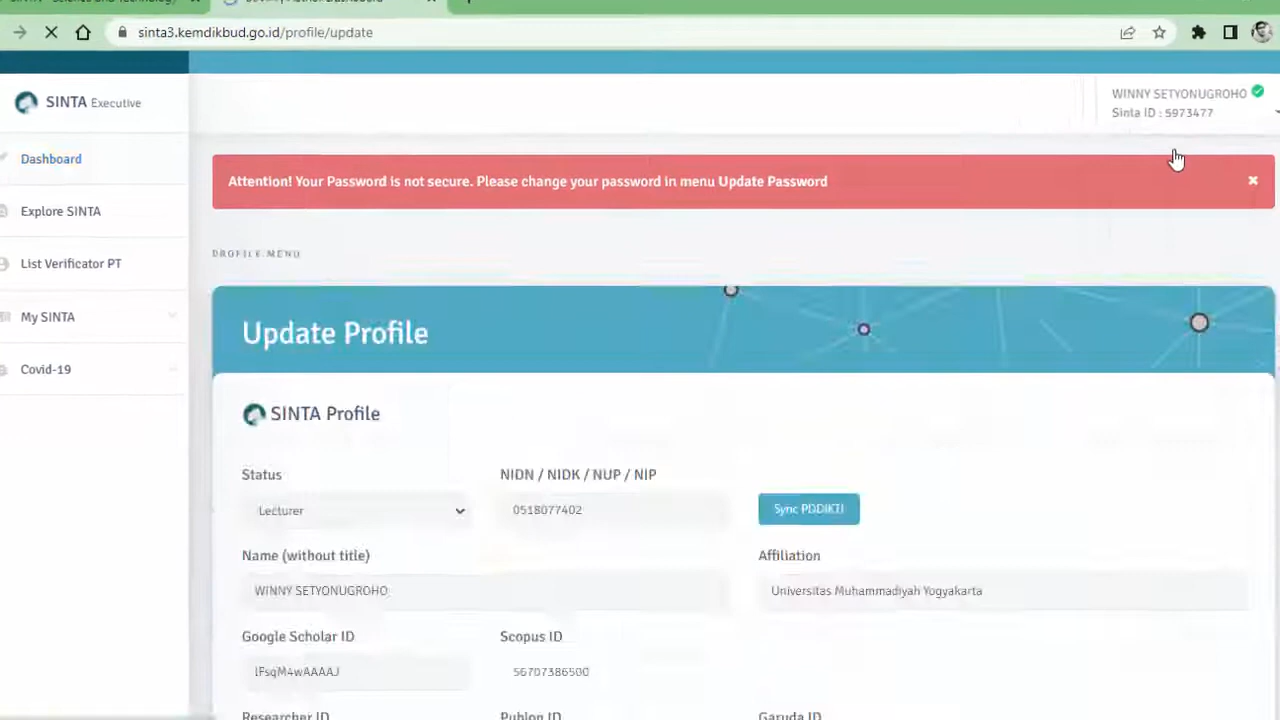 sinta3.kemdikbud.go.id/profile/update
SINTA Executive
WINNY SETYONUGROHO
Sinta ID : 5973477
Dashboard
Explore SINTA
List Verificator PT
My SINTA
Covid-19
Attention! Your Password is not secure. Please change your password in menu Update Password
PROFILE MENU
Update Profile
SINTA Profile
Status
NIDN / NIDK / NUP / NIP
Lecturer
0518077402
Sync PDDIKTI
Name (without title)
Affiliation
WINNY SETYONUGROHO
Universitas Muhammadiyah Yogyakarta
Google Scholar ID
Scopus ID
lFsqM4wAAAAJ
56707386500
Researcher ID
Publon ID
Garuda ID